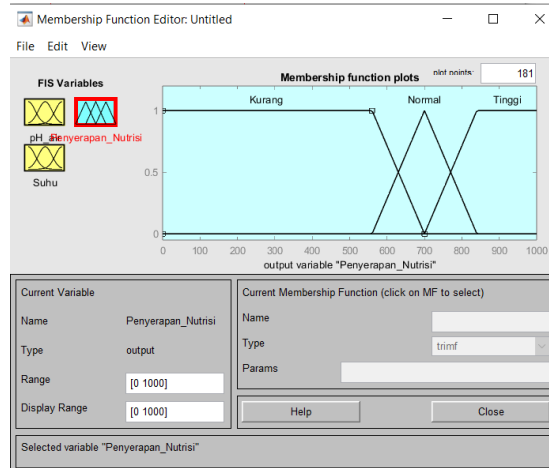 Membership Function Editor: Untitled
File Edit View
FIS Variables
pH_air
Penyerapan_Nutrisi
Suhu
Membership function plots
plot points:
181
Kurang Normal Tinggi
1
0.5
0
0 100 200 300 400 500 600 700 800 900 1000
output variable "Penyerapan_Nutrisi"
Current Variable
Name Penyerapan_Nutrisi
Type output
Range [0 1000]
Display Range [0 1000]
Current Membership Function (click on MF to select)
Name
Type trimf
Params
Help Close
Selected variable "Penyerapan_Nutrisi"